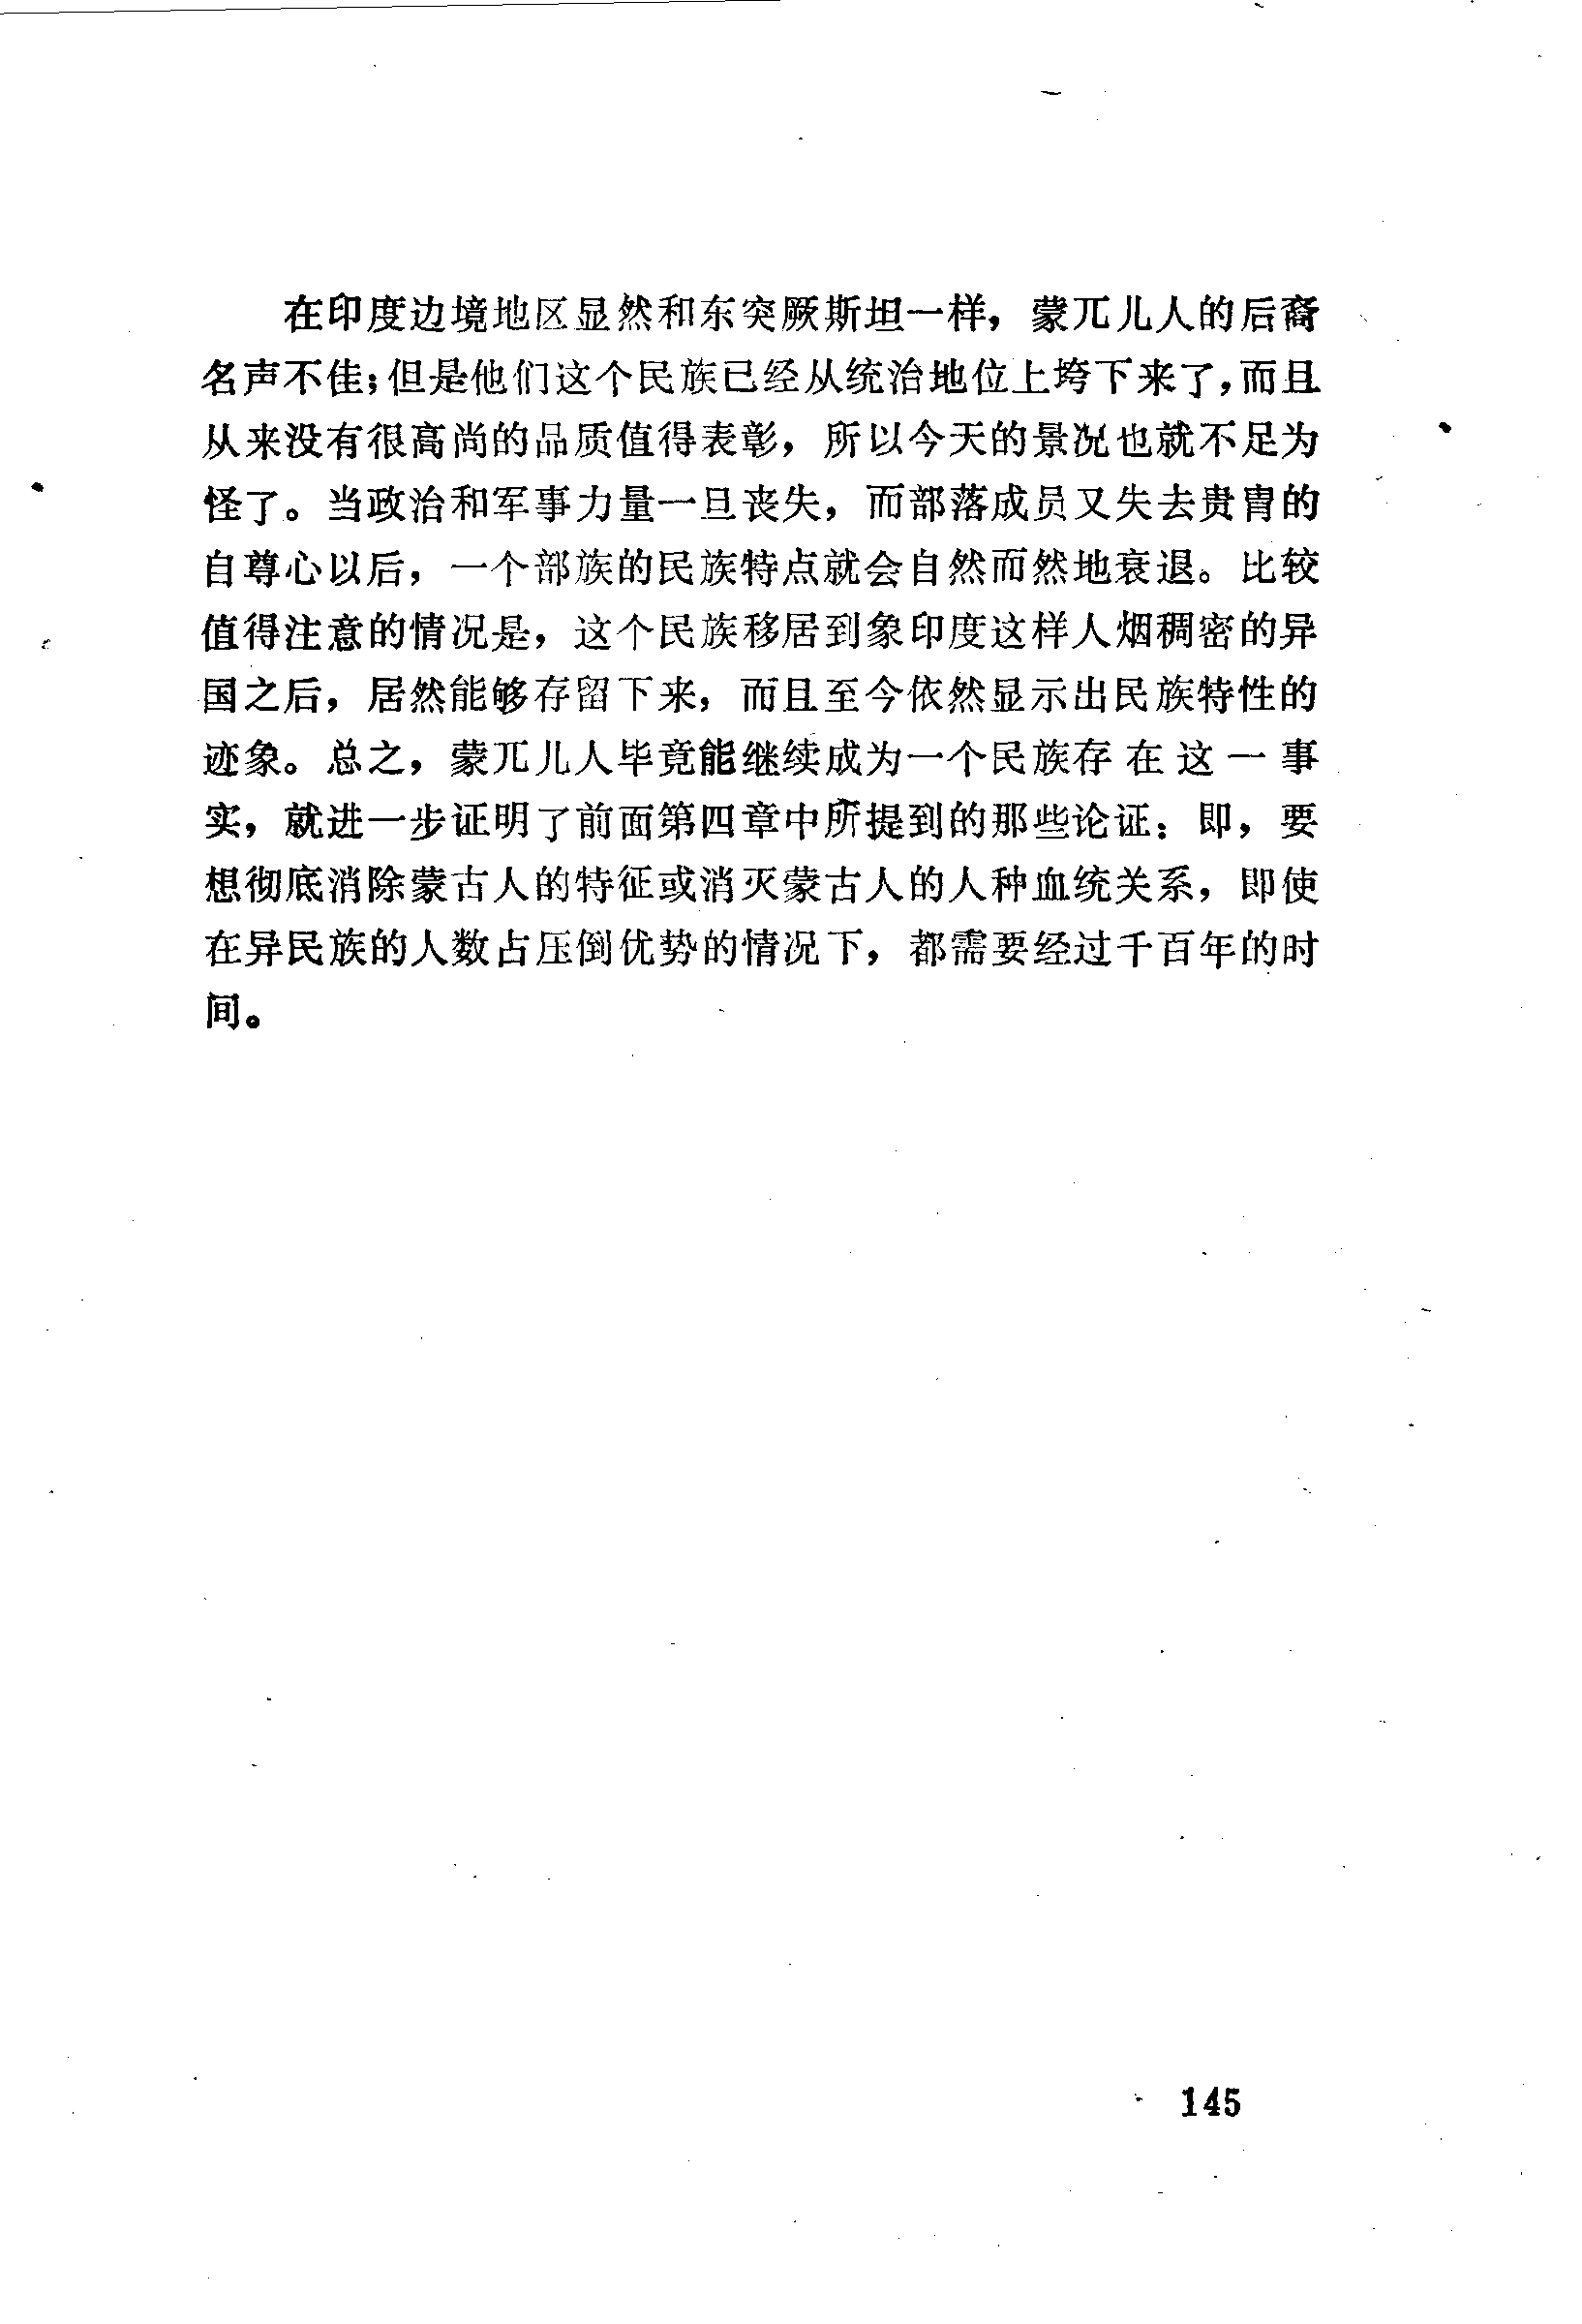 在印度边境地区显然和东突厥斯坦一样，蒙兀儿人的后裔
名声不佳；但是他们这个民族已经从统治地位上垮下来了，而且
从来没有很高尚的品质值得表彰，所以今天的景况也就不足为
怪了。当政治和军事力量一旦丧失，而部落成员又失去贵胄的
自尊心以后，一个部族的民族特点就会自然而然地衰退。比较
值得注意的情况是，这个民族移居到象印度这样人烟稠密的异
国之后，居然能够存留下来，而且至今依然显示出民族特性的
迹象。总之，蒙兀儿人毕竟能继续成为一个民族存在这一事
实，就进一步证明了前面第四章中所提到的那些论证：即，要
想彻底消除蒙古人的特征或消灭蒙古人的人种血统关系，即使
在异民族的人数占压倒优势的情况下，都需要经过千百年的时
间。
145